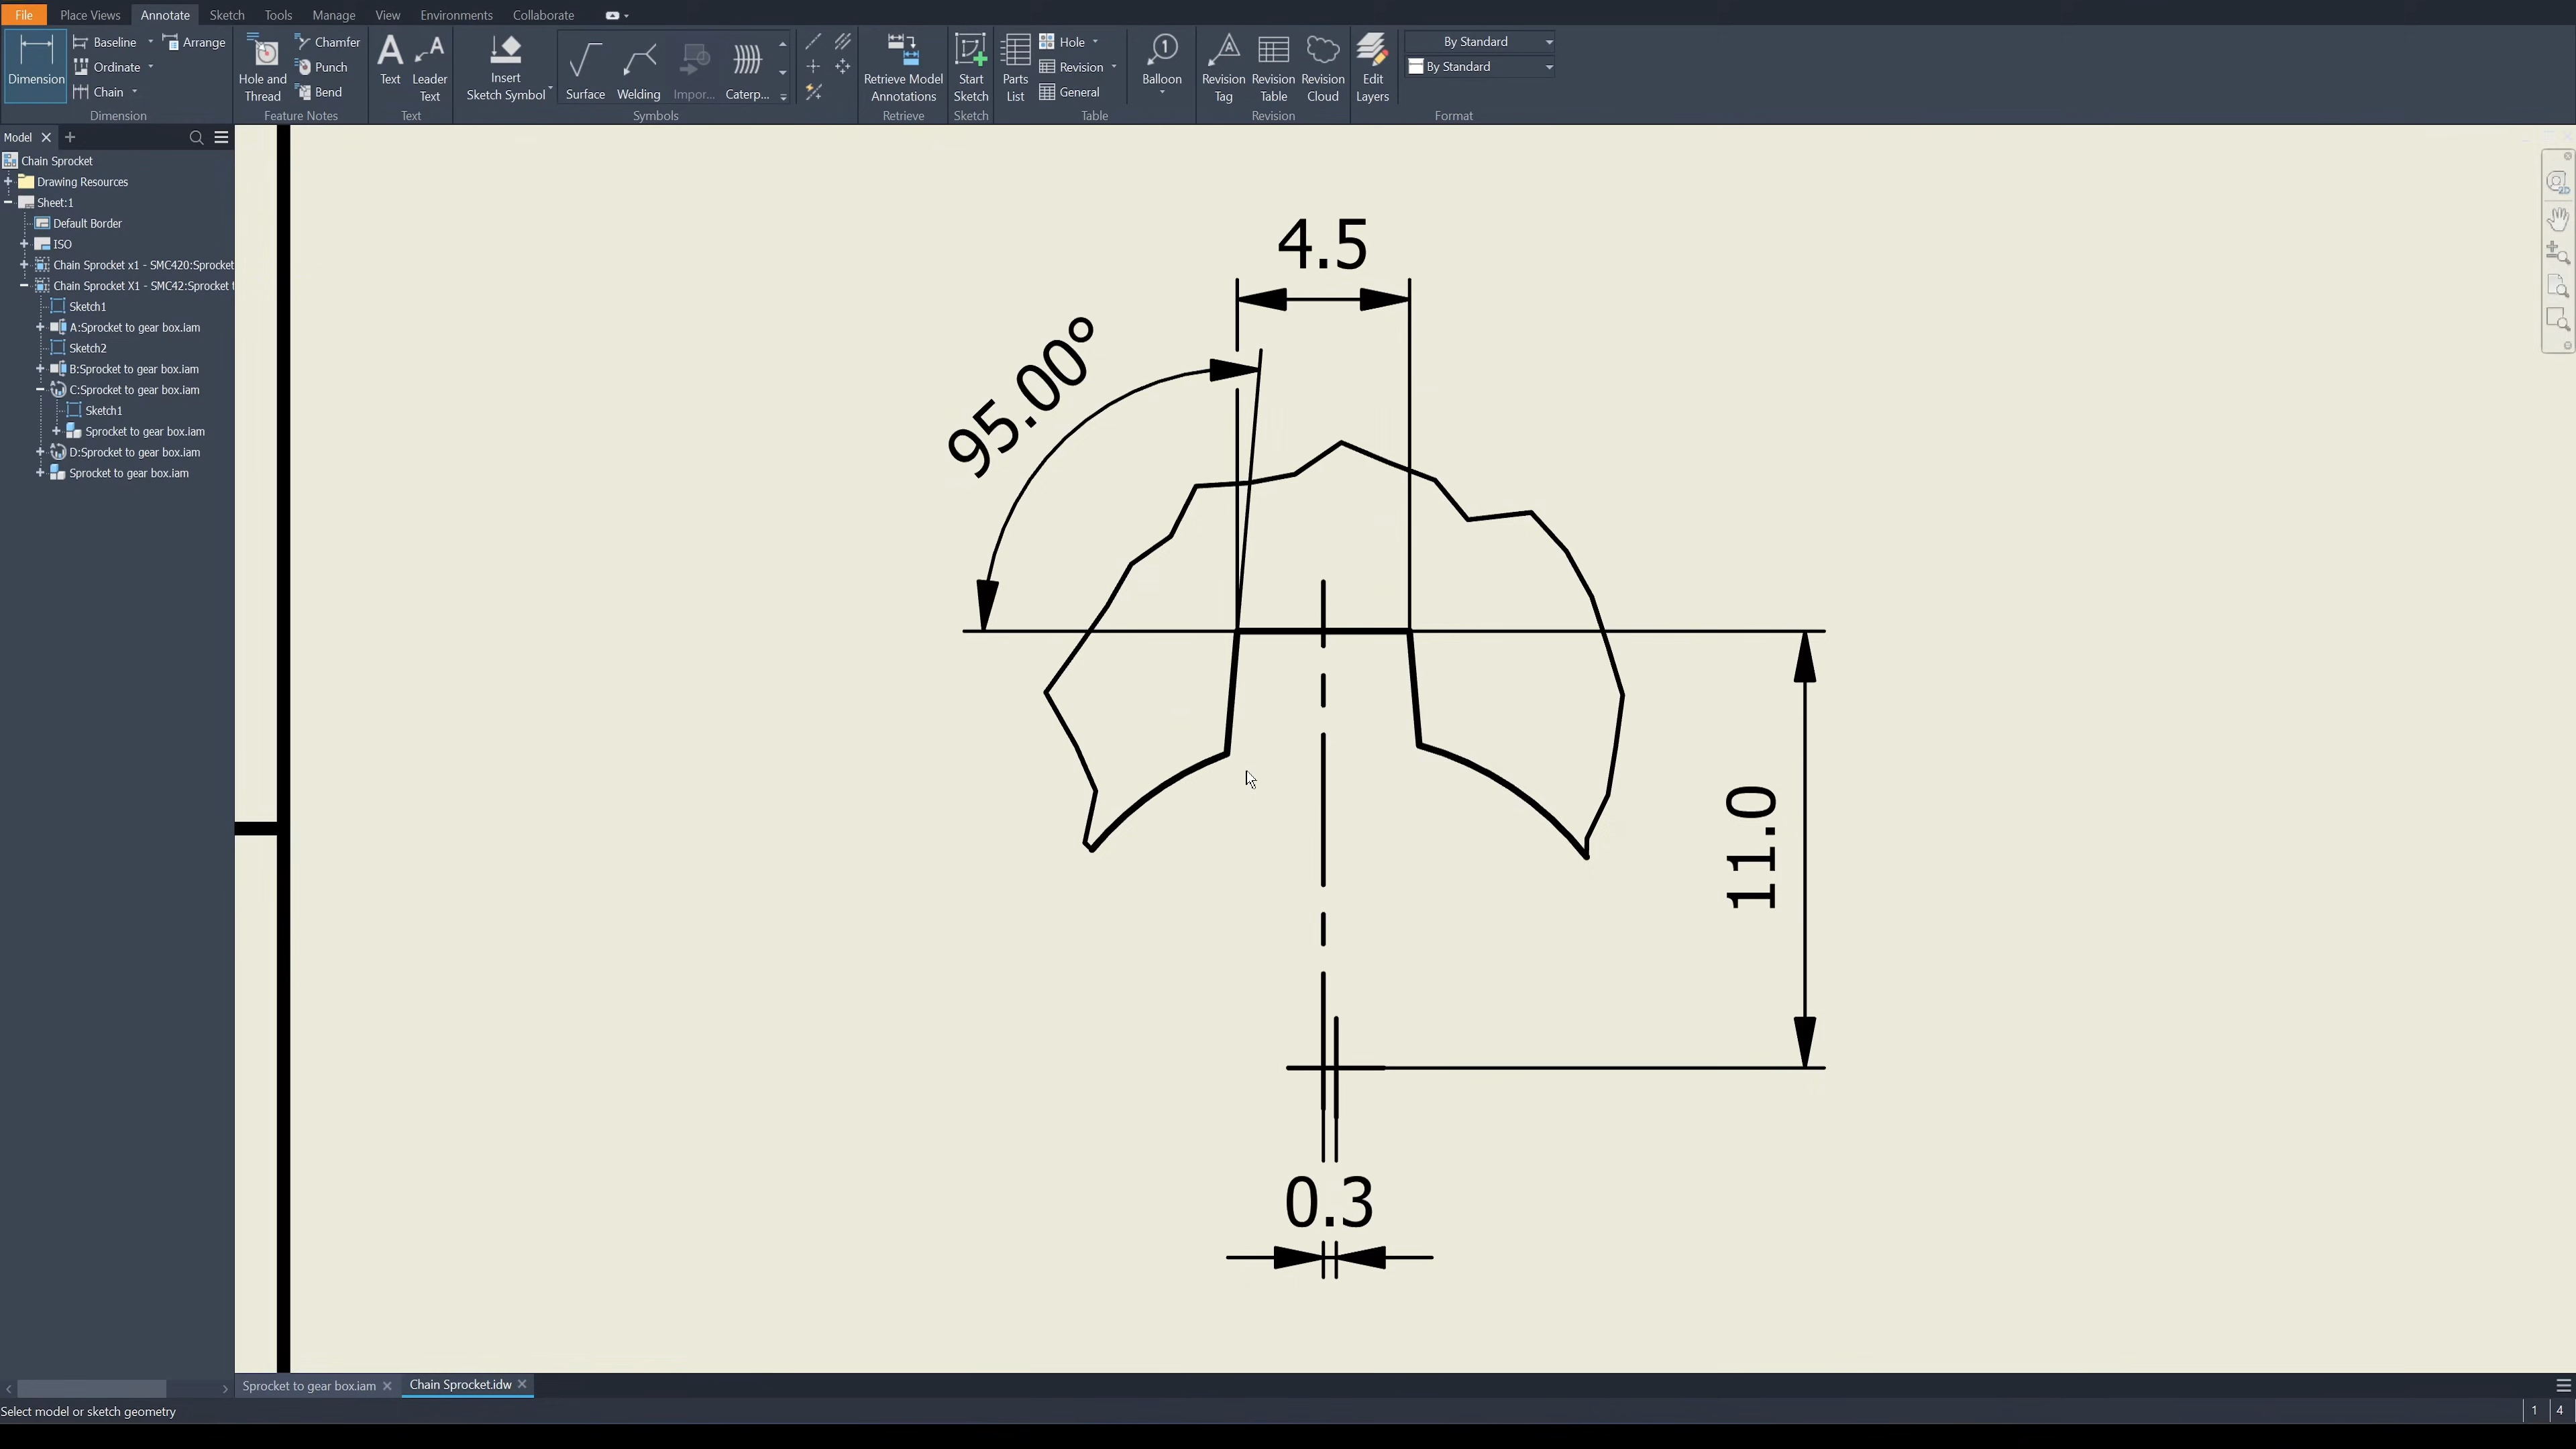 File Place Views Annotate Sketch Tools Manage View Environments Collaborate
Dimension
Baseline
Ordinate
Chain
Arrange
Dimension
Hole and Thread
Chamfer
Punch
Bend
Feature Notes
Text
Leader Text
Text
Insert Sketch Symbol
Surface
Welding
Impor...
Caterp...
Symbols
Retrieve Model Annotations
Retrieve
Start Sketch
Sketch
Parts List
Hole
Revision
General
Table
1
Balloon
Revision Tag
Revision Table
Revision Cloud
Revision
Edit Layers
By Standard
By Standard
Format
Model
Chain Sprocket
Drawing Resources
Sheet:1
Default Border
ISO
Chain Sprocket x1 - SMC420:Sprocket
Chain Sprocket X1 - SMC42:Sprocket t
Sketch1
A:Sprocket to gear box.iam
Sketch2
B:Sprocket to gear box.iam
C:Sprocket to gear box.iam
Sketch1
Sprocket to gear box.iam
D:Sprocket to gear box.iam
Sprocket to gear box.iam
4.5
95.00°
11.0
0.3
2D
Sprocket to gear box.iam
Chain Sprocket.idw
Select model or sketch geometry
1 4